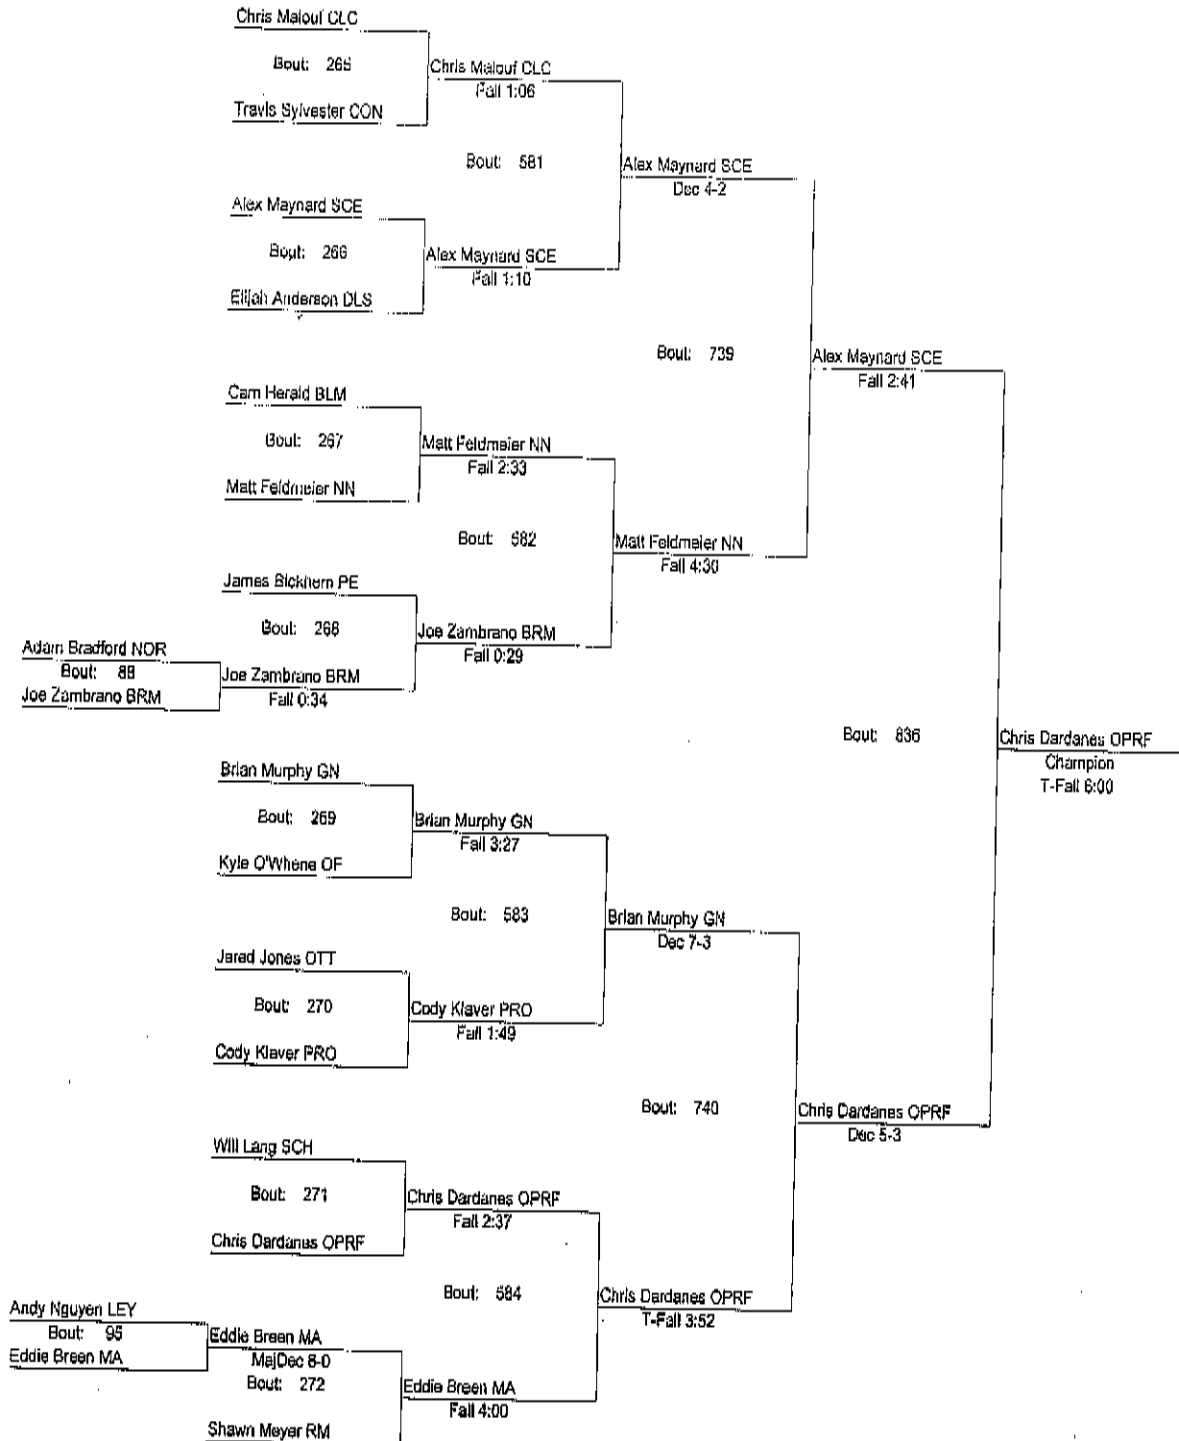 Chris Malouf CLC
Bout: 265
Chris Malouf CLC
Fall 1:06
Travis Sylvester CON
Bout: 581
Alex Maynard SCE
Dec 4-2
Alex Maynard SCE
Bout: 266
Alex Maynard SCE
Fall 1:10
Elijah Anderson DLS
Bout: 739
Alex Maynard SCE
Fall 2:41
Cam Herald BLM
Bout: 267
Matt Feldmeier NN
Fall 2:33
Matt Feldmeier NN
Bout: 582
Matt Feldmeier NN
Fall 4:30
James Bickhem PE
Bout: 268
Joe Zambrano BRM
Fall 0:29
Adam Bradford NOR
Bout: 88
Joe Zambrano BRM
Fall 0:34
Joe Zambrano BRM
Bout: 836
Chris Dardanes OPRF
Champion
T-Fall 6:00
Brian Murphy GN
Bout: 269
Brian Murphy GN
Fall 3:27
Kyle O'Whene OF
Bout: 583
Brian Murphy GN
Dec 7-3
Jared Jones OTT
Bout: 270
Cody Klaver PRO
Fall 1:49
Cody Klaver PRO
Bout: 740
Chris Dardanes OPRF
Dec 5-3
Will Lang SCH
Bout: 271
Chris Dardanes OPRF
Fall 2:37
Chris Dardanes OPRF
Bout: 584
Chris Dardanes OPRF
T-Fall 3:52
Andy Nguyen LEY
Bout: 95
Eddie Breen MA
MajDec 8-0
Eddie Breen MA
Bout: 272
Eddie Breen MA
Fall 4:00
Shawn Meyer RM